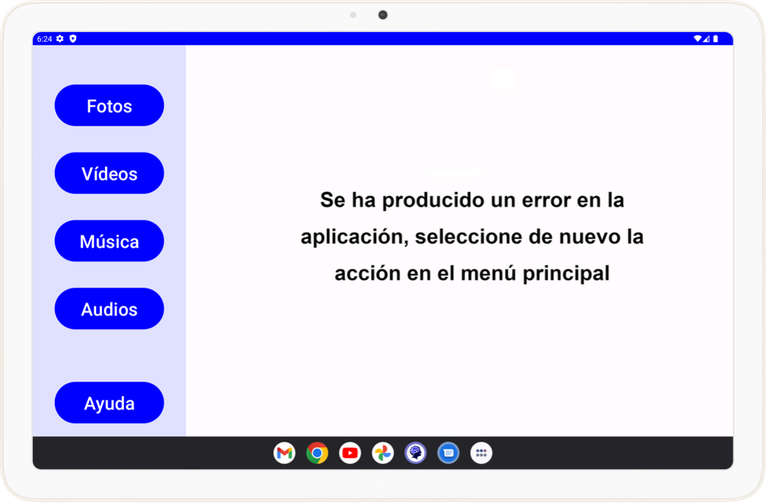 6:24
Fotos
Vídeos
Música
Audios
Ayuda
Se ha producido un error en la
aplicación, seleccione de nuevo la
acción en el menú principal